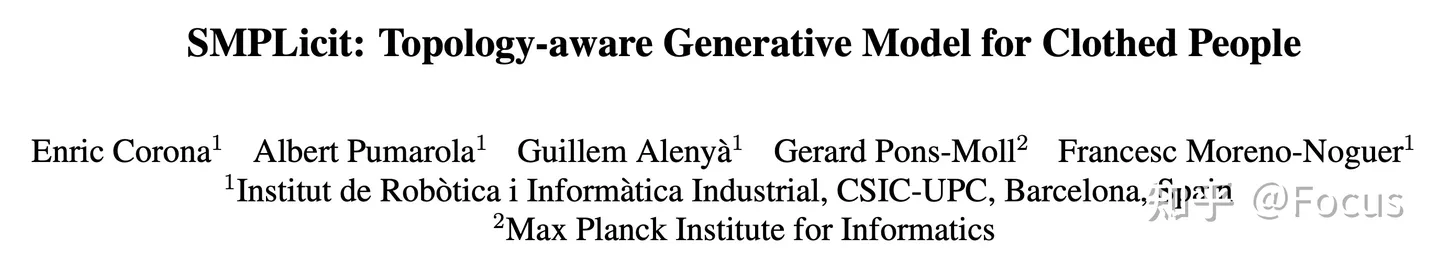 SMPLicit: Topology-aware Generative Model for Clothed People
Enric Corona¹ Albert Pumarola¹ Guillem Alenyà¹ Gerard Pons-Moll² Francesc Moreno-Noguer¹
¹Institut de Robòtica i Informàtica Industrial, CSIC-UPC, Barcelona, Spain
知乎 @Focus
²Max Planck Institute for Informatics